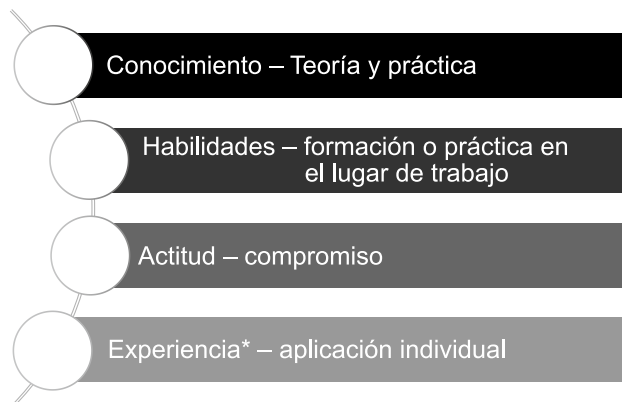 Conocimiento – Teoría y práctica
Habilidades – formación o práctica en
el lugar de trabajo
Actitud – compromiso
Experiencia* – aplicación individual